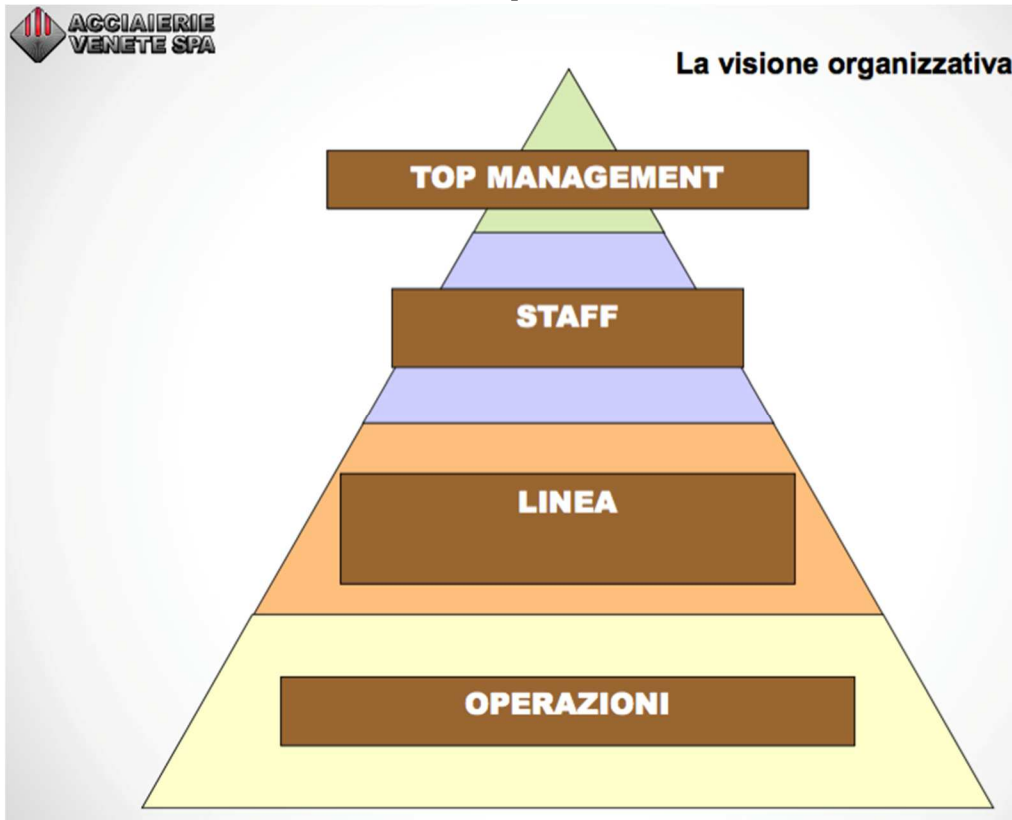 ACCIAIERIE
VENETE SPA
La visione organizzativa
TOP MANAGEMENT
STAFF
LINEA
OPERAZIONI